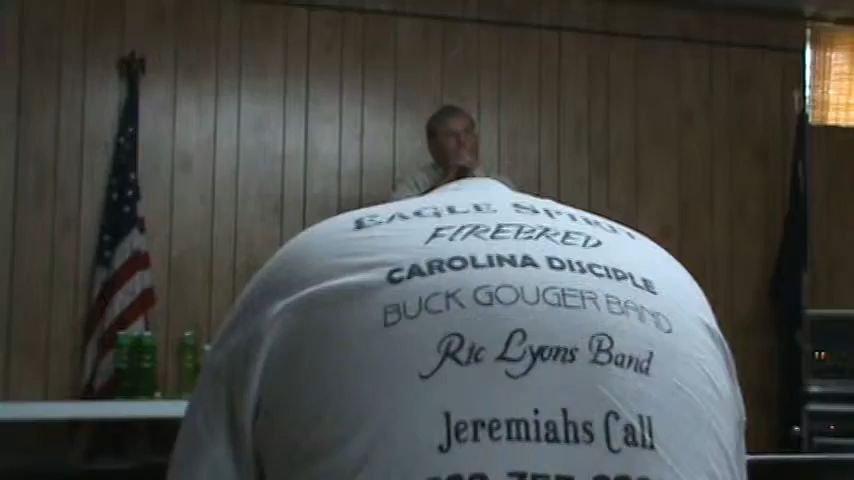 EAGLE SPIRIT
FIREBRED
CAROLINA DISCIPLE
BUCK GOUGER BAND
Ric Lyons Band
Jeremiahs Call